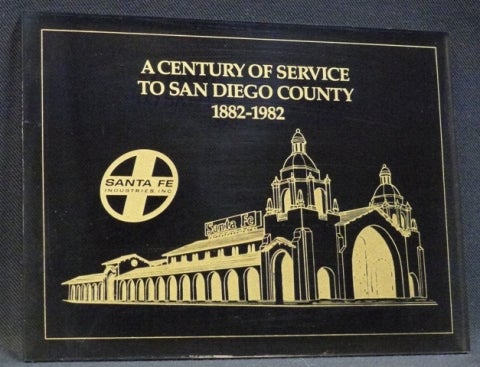 A CENTURY OF SERVICE
TO SAN DIEGO COUNTY
1882-1982
SANTA FE
INDUSTRIES, INC.
Santa Fe